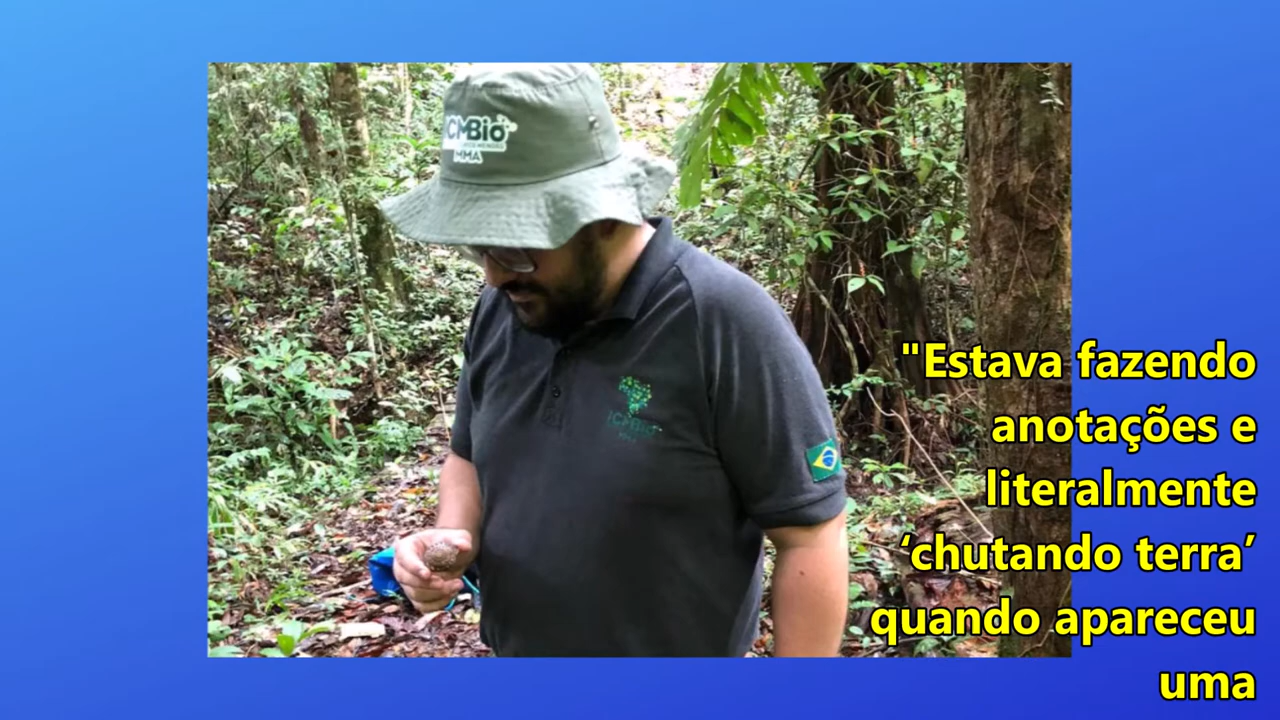 ICMBio
MMA
"Estava fazendo
anotações e
literalmente
‘chutando terra’
quando apareceu
uma